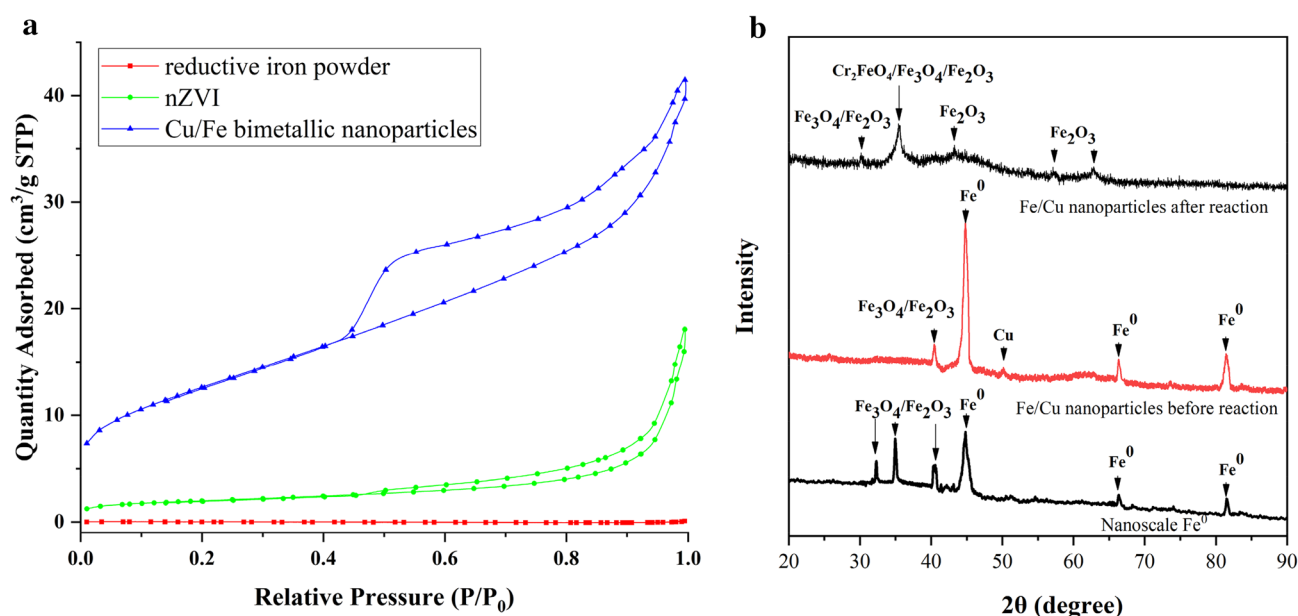 a
Quantity Adsorbed (cm³/g STP)
40
30
20
10
0
reductive iron powder
nZVI
Cu/Fe bimetallic nanoparticles
0.0 0.2 0.4 0.6 0.8 1.0
Relative Pressure (P/P₀)
b
Intensity
Cr₂FeO₄/Fe₃O₄/Fe₂O₃
Fe₃O₄/Fe₂O₃
Fe₂O₃
Fe₂O₃
Fe/Cu nanoparticles after reaction
Fe⁰
Fe₃O₄/Fe₂O₃
Cu
Fe⁰
Fe⁰
Fe/Cu nanoparticles before reaction
Fe₃O₄/Fe₂O₃
Fe⁰
Fe⁰
Fe⁰
Nanoscale Fe⁰
20 30 40 50 60 70 80 90
2θ (degree)